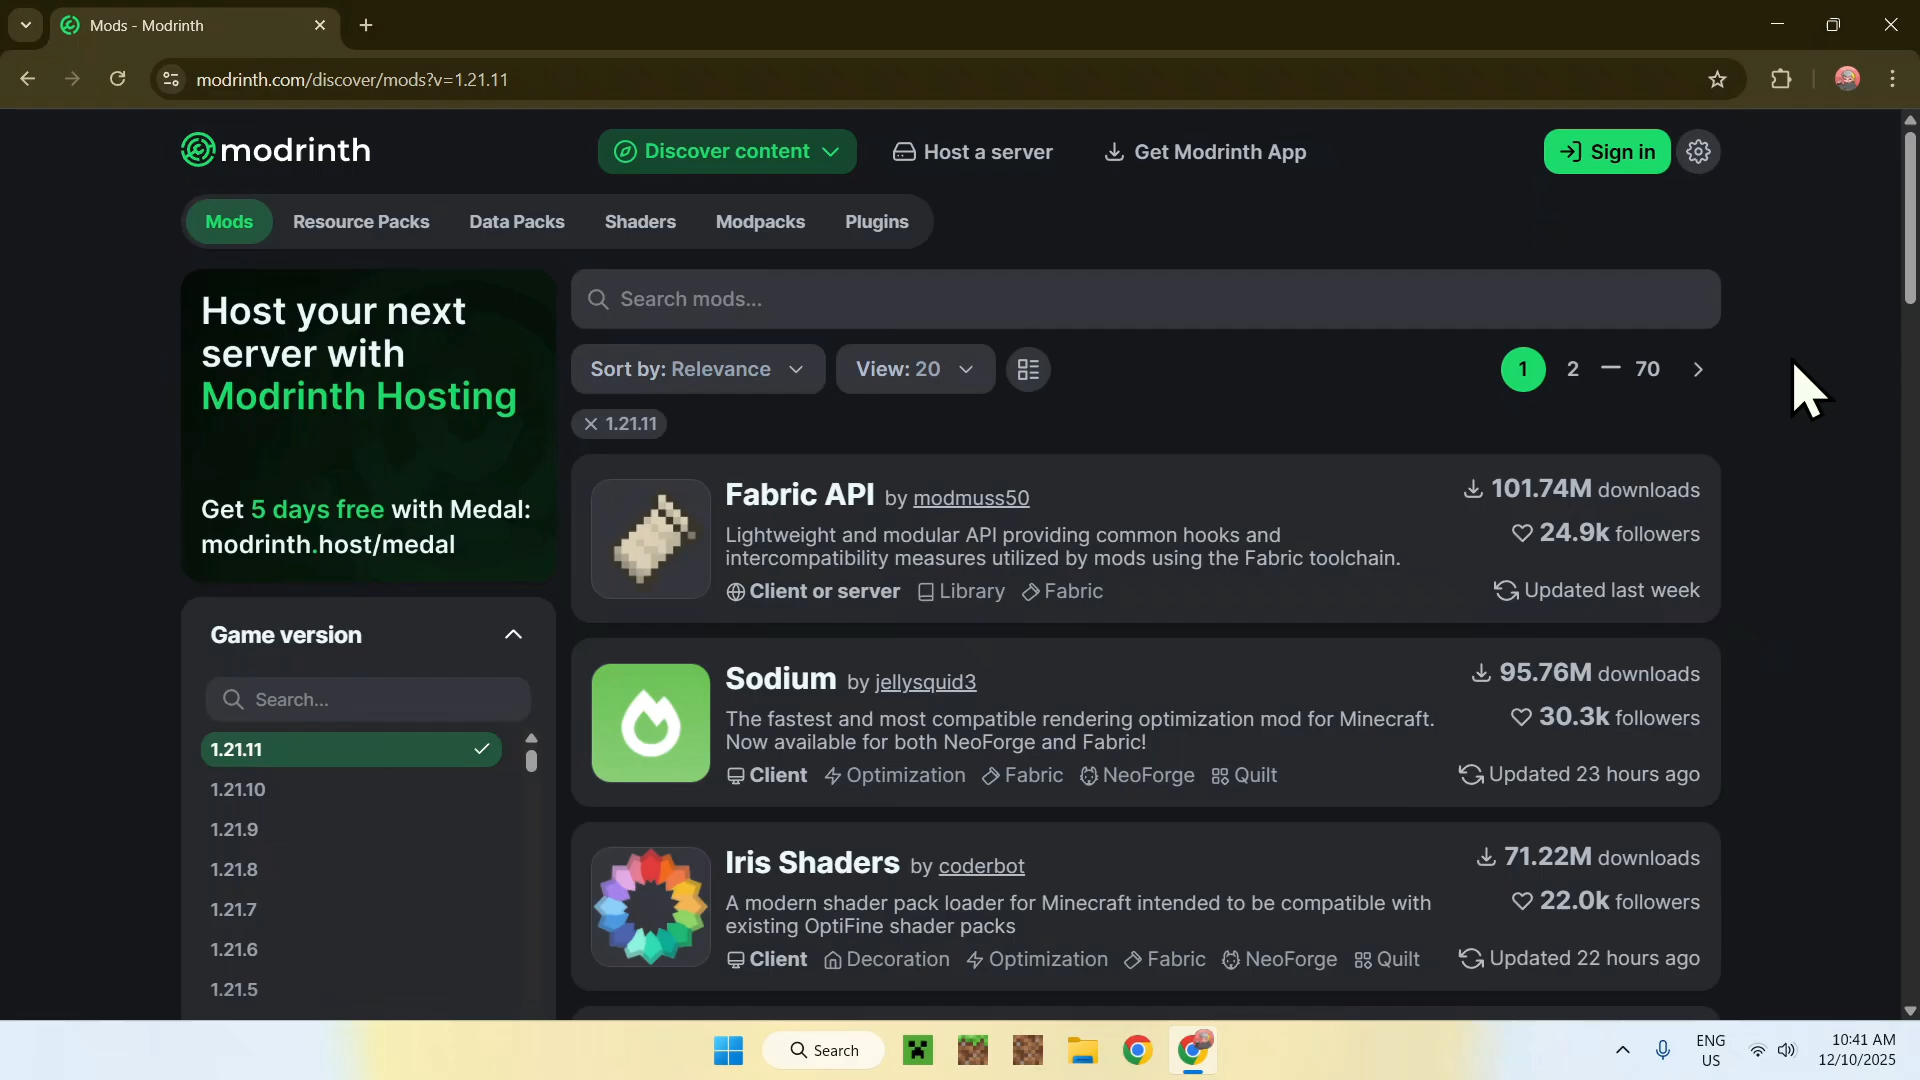 Mods - Modrinth
modrinth.com/discover/mods?v=1.21.11
modrinth
Discover content
Host a server
Get Modrinth App
Sign in
Mods
Resource Packs
Data Packs
Shaders
Modpacks
Plugins
Host your next
server with
Modrinth Hosting
Get 5 days free with Medal:
modrinth.host/medal
Game version
Search...
1.21.11
1.21.10
1.21.9
1.21.8
1.21.7
1.21.6
1.21.5
Search mods...
Sort by: Relevance
View: 20
1 2 — 70
1.21.11
Fabric API by modmuss50
Lightweight and modular API providing common hooks and
intercompatibility measures utilized by mods using the Fabric toolchain.
Client or server Library Fabric
101.74M downloads
24.9k followers
Updated last week
Sodium by jellysquid3
The fastest and most compatible rendering optimization mod for Minecraft.
Now available for both NeoForge and Fabric!
Client Optimization Fabric NeoForge Quilt
95.76M downloads
30.3k followers
Updated 23 hours ago
Iris Shaders by coderbot
A modern shader pack loader for Minecraft intended to be compatible with
existing OptiFine shader packs
Client Decoration Optimization Fabric NeoForge Quilt
71.22M downloads
22.0k followers
Updated 22 hours ago
Search
ENG
US
10:41 AM
12/10/2025